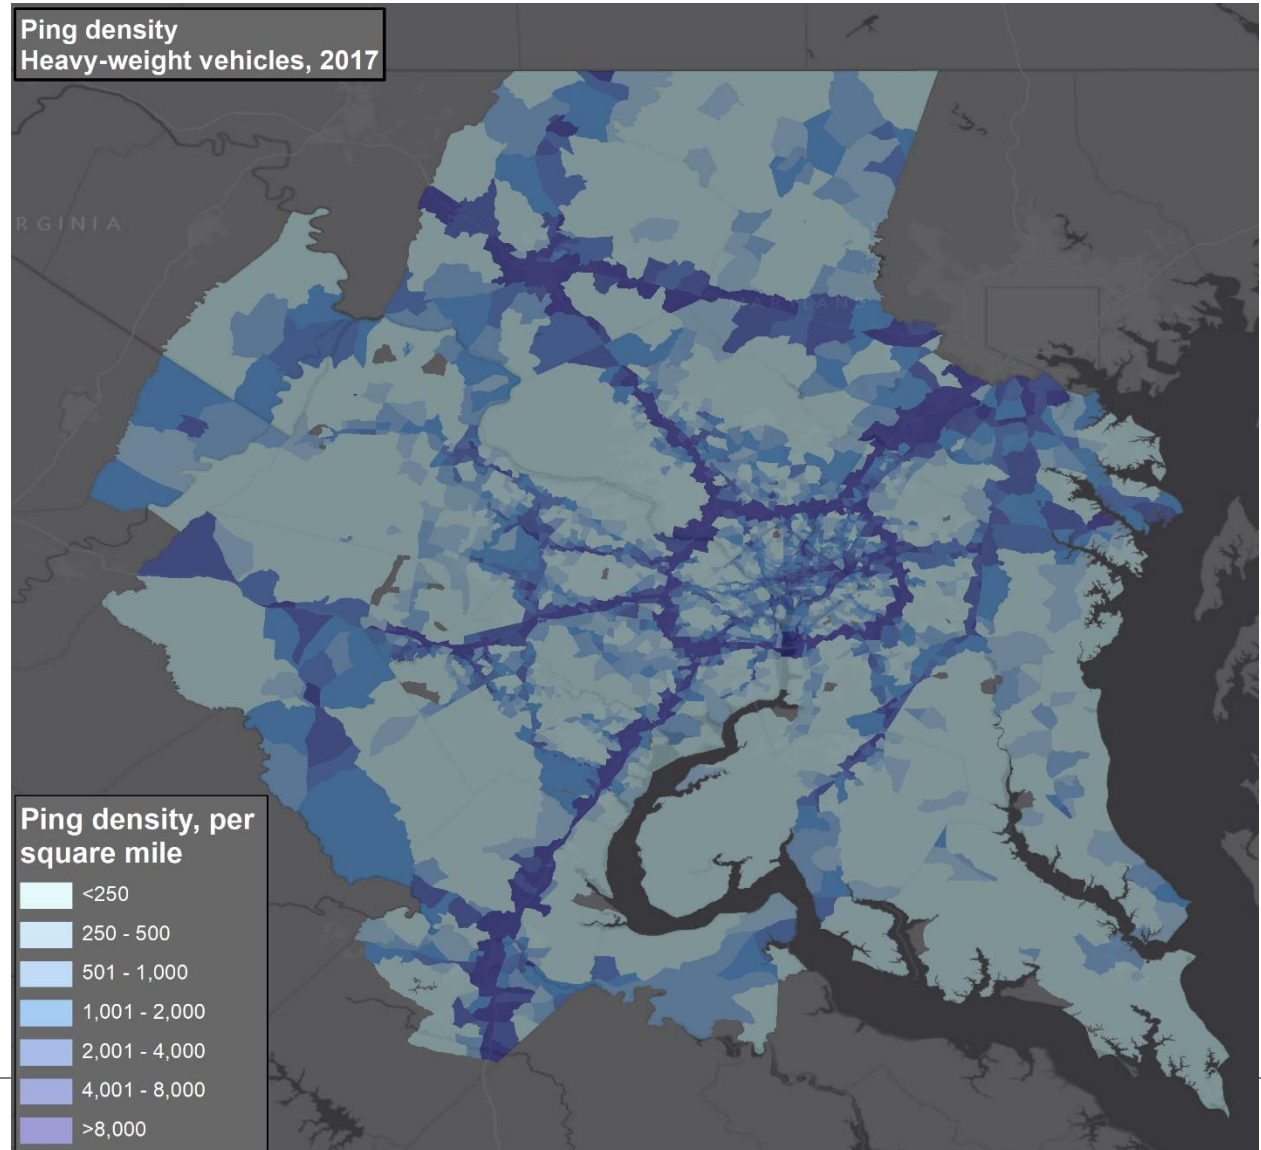 Ping density
Heavy-weight vehicles, 2017
RGINIA
Ping density, per
square mile
<250
250 - 500
501 - 1,000
1,001 - 2,000
2,001 - 4,000
4,001 - 8,000
>8,000